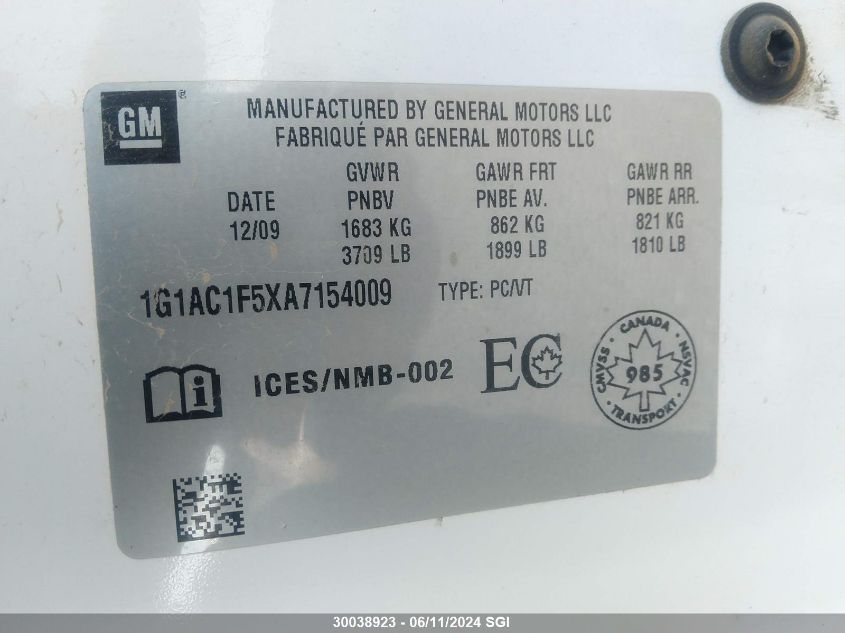 GM®
MANUFACTURED BY GENERAL MOTORS LLC
FABRIQUÉ PAR GENERAL MOTORS LLC
GVWR GAWR FRT GAWR RR
DATE PNBV PNBE AV. PNBE ARR.
12/09 1683 KG 862 KG 821 KG
3709 LB 1899 LB 1810 LB
1G1AC1F5XA7154009 TYPE: PC/VT
i ICES/NMB-002 EC
CANADA
CMVSS 985 NSVAC
TRANSPORT
30038923 - 06/11/2024 SGI